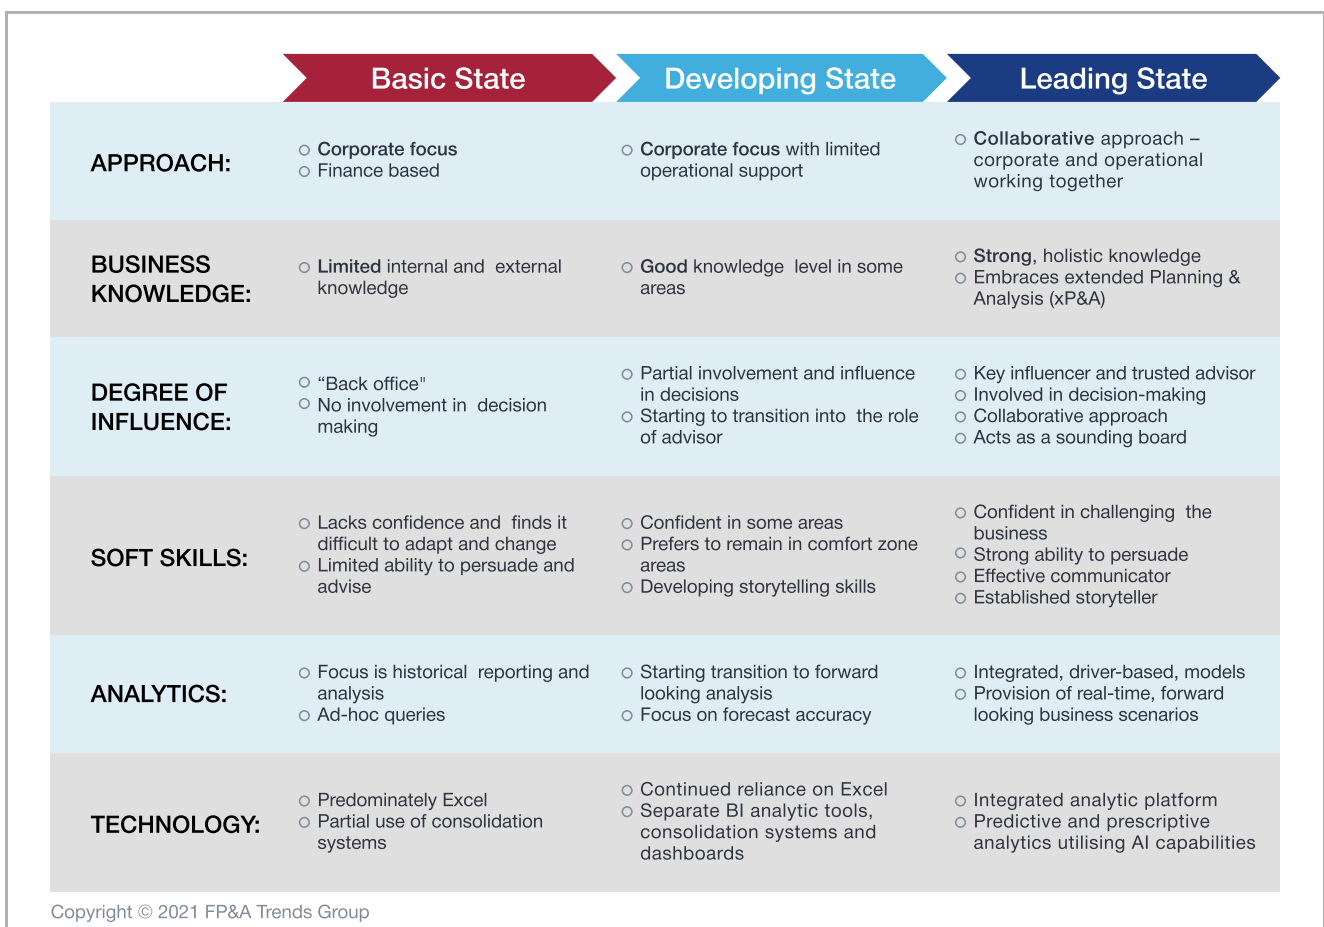 Basic State
Developing State
Leading State
APPROACH:
Corporate focus
Finance based
Corporate focus with limited
operational support
Collaborative approach –
corporate and operational
working together
BUSINESS
KNOWLEDGE:
Limited internal and external
knowledge
Good knowledge level in some
areas
Strong, holistic knowledge
Embraces extended Planning &
Analysis (xP&A)
DEGREE OF
INFLUENCE:
“Back office"
No involvement in decision
making
Partial involvement and influence
in decisions
Starting to transition into the role
of advisor
Key influencer and trusted advisor
Involved in decision-making
Collaborative approach
Acts as a sounding board
SOFT SKILLS:
Lacks confidence and finds it
difficult to adapt and change
Limited ability to persuade and
advise
Confident in some areas
Prefers to remain in comfort zone
areas
Developing storytelling skills
Confident in challenging the
business
Strong ability to persuade
Effective communicator
Established storyteller
ANALYTICS:
Focus is historical reporting and
analysis
Ad-hoc queries
Starting transition to forward
looking analysis
Focus on forecast accuracy
Integrated, driver-based, models
Provision of real-time, forward
looking business scenarios
TECHNOLOGY:
Predominately Excel
Partial use of consolidation
systems
Continued reliance on Excel
Separate BI analytic tools,
consolidation systems and
dashboards
Integrated analytic platform
Predictive and prescriptive
analytics utilising AI capabilities
Copyright © 2021 FP&A Trends Group